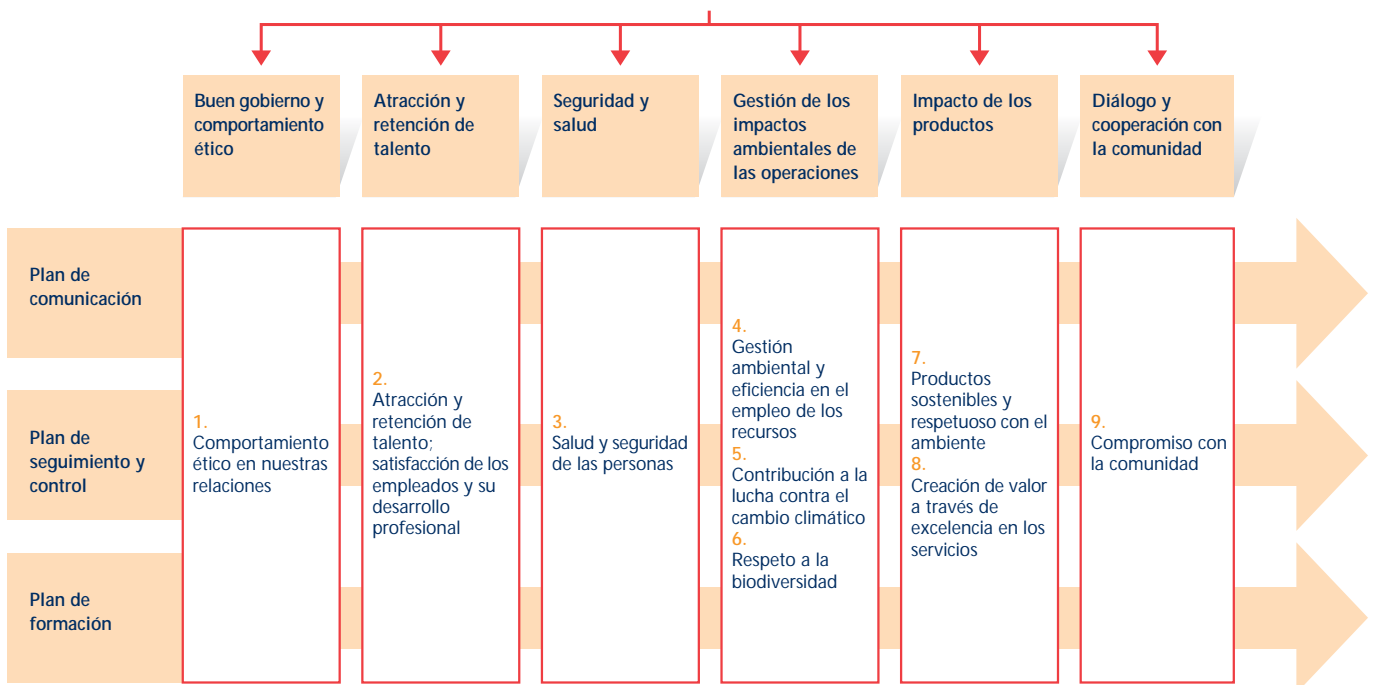 Buen gobierno y
comportamiento
ético
Atracción y
retención de
talento
Seguridad y
salud
Gestión de los
impactos
ambientales de
las operaciones
Impacto de los
productos
Diálogo y
cooperación con
la comunidad
Plan de
comunicación
Plan de
seguimiento y
control
Plan de
formación
1.
Comportamiento
ético en nuestras
relaciones
2.
Atracción y
retención de
talento;
satisfacción de los
empleados y su
desarrollo
profesional
3.
Salud y seguridad
de las personas
4.
Gestión
ambiental y
eficiencia en el
empleo de los
recursos
5.
Contribución a la
lucha contra el
cambio climático
6.
Respeto a la
biodiversidad
7.
Productos
sostenibles y
respetuoso con el
ambiente
8.
Creación de valor
a través de
excelencia en los
servicios
9.
Compromiso con
la comunidad